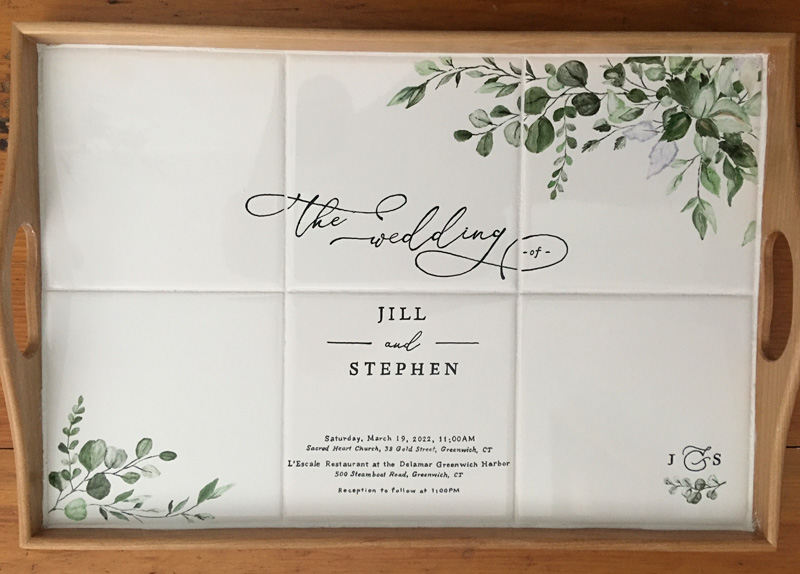 the wedding -of-
JILL
and
STEPHEN
Saturday, March 19, 2022, 11:00AM
Sacred Heart Church, 38 Gold Street, Greenwich, CT
L'Escale Restaurant at the Delamar Greenwich Harbor
500 Steamboat Road, Greenwich, CT
Reception to follow at 1:00PM
J & S